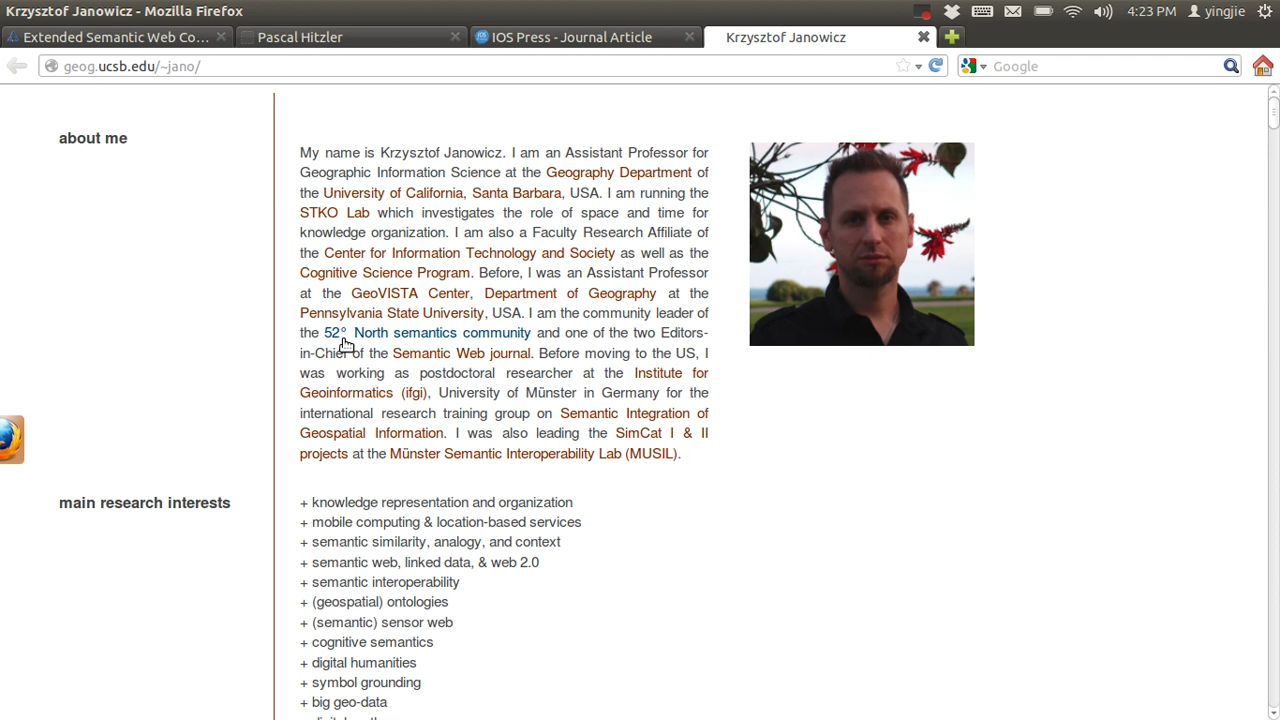 Krzysztof Janowicz - Mozilla Firefox
4:23 PM
yingjie
Extended Semantic Web Co...
Pascal Hitzler
IOS Press - Journal Article
Krzysztof Janowicz
geog.ucsb.edu/~jano/
Google
about me
My name is Krzysztof Janowicz. I am an Assistant Professor for
Geographic Information Science at the Geography Department of
the University of California, Santa Barbara, USA. I am running the
STKO Lab which investigates the role of space and time for
knowledge organization. I am also a Faculty Research Affiliate of
the Center for Information Technology and Society as well as the
Cognitive Science Program. Before, I was an Assistant Professor
at the GeoVISTA Center, Department of Geography at the
Pennsylvania State University, USA. I am the community leader of
the 52° North semantics community and one of the two Editors-
in-Chief of the Semantic Web journal. Before moving to the US, I
was working as postdoctoral researcher at the Institute for
Geoinformatics (ifgi), University of Münster in Germany for the
international research training group on Semantic Integration of
Geospatial Information. I was also leading the SimCat I & II
projects at the Münster Semantic Interoperability Lab (MUSIL).
main research interests
+ knowledge representation and organization
+ mobile computing & location-based services
+ semantic similarity, analogy, and context
+ semantic web, linked data, & web 2.0
+ semantic interoperability
+ (geospatial) ontologies
+ (semantic) sensor web
+ cognitive semantics
+ digital humanities
+ symbol grounding
+ big geo-data